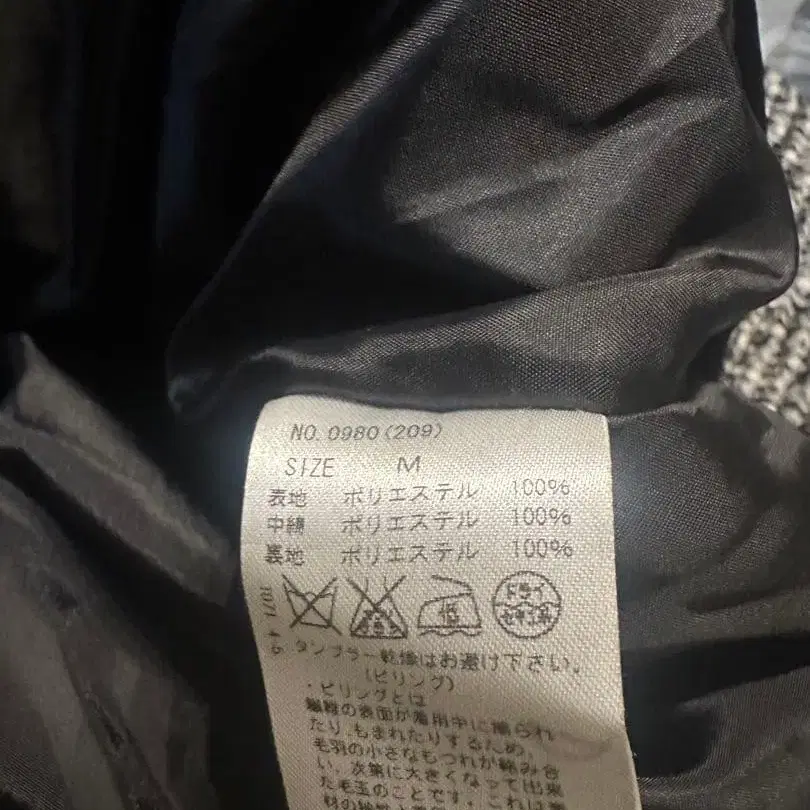 NO. 0980(209)
SIZE M
表地 ポリエステル 100%
中綿 ポリエステル 100%
裏地 ポリエステル 100%
タンブラー乾燥はお避け下さい。
(ピリング)
・ピリングとは
繊維の表面が着用中に擦られ
たり、もまれたりするため、
毛羽の小さなもつれが絡み合
い、次第に大きくなって出来
た毛玉のことです。これは素